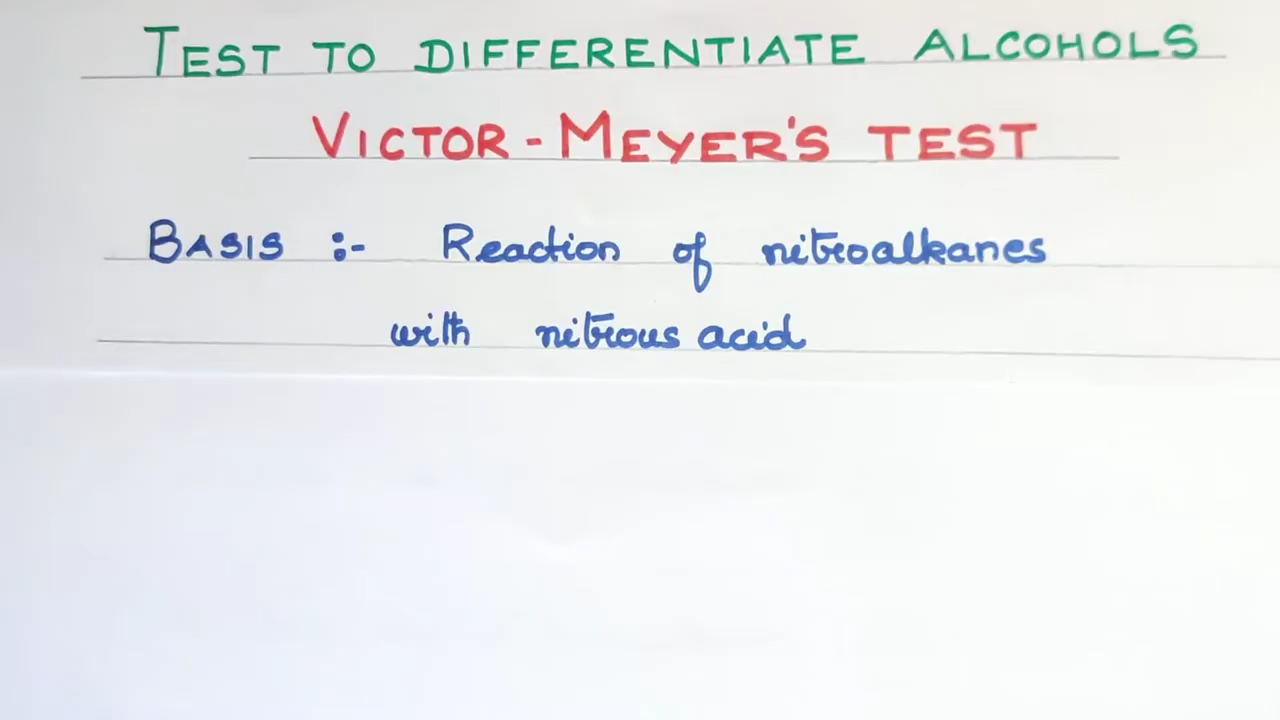 TEST TO DIFFERENTIATE ALCOHOLS
VICTOR-MEYER'S TEST
BASIS :- Reaction of nitroalkanes
with nitrous acid